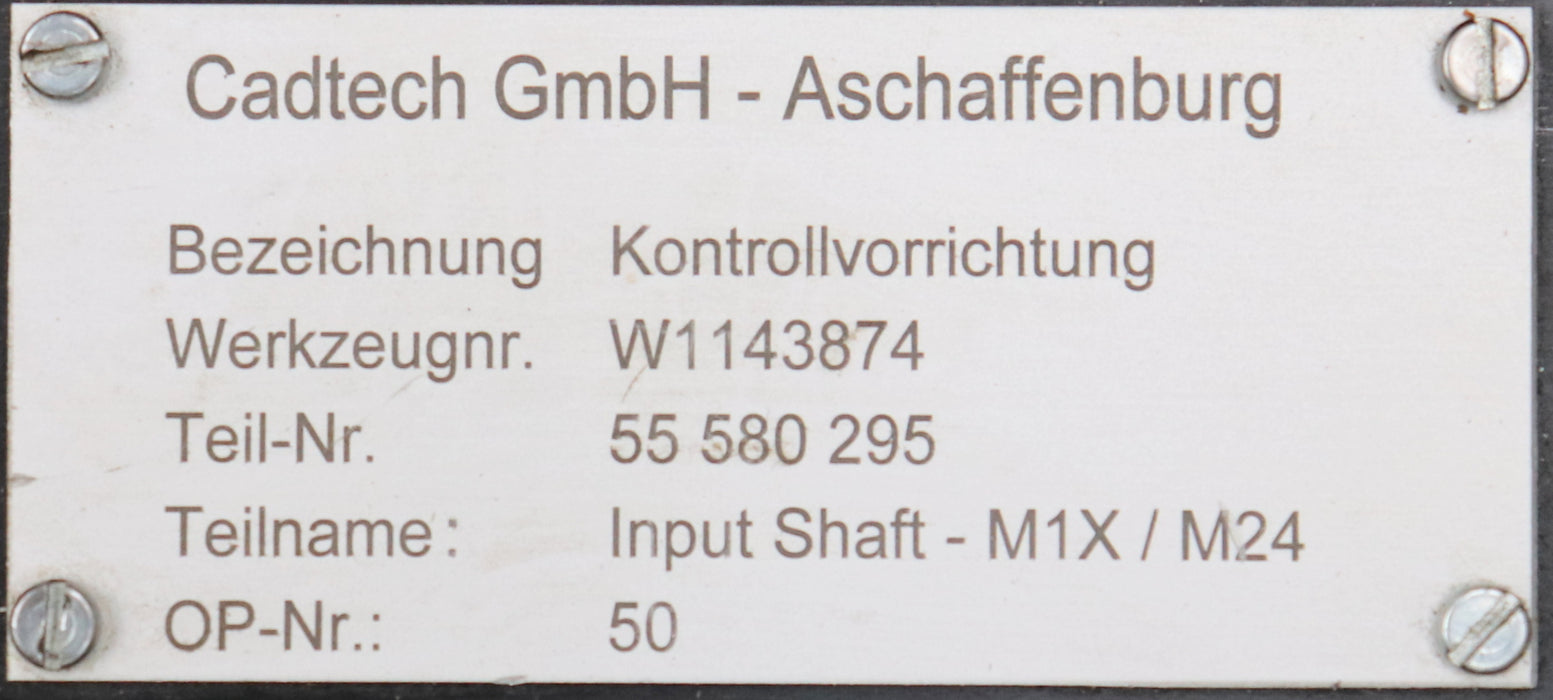 Cadtech GmbH - Aschaffenburg
Bezeichnung Kontrollvorrichtung
Werkzeugnr. W1143874
Teil-Nr. 55 580 295
Teilname: Input Shaft - M1X / M24
OP-Nr.: 50